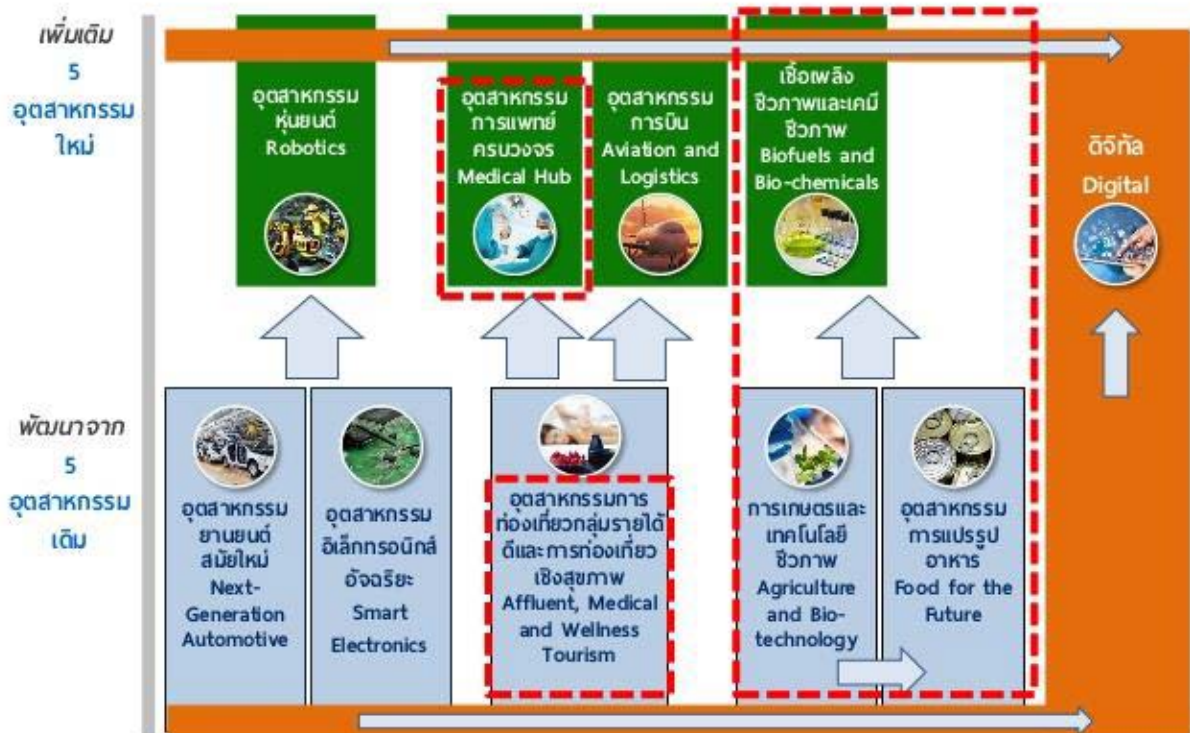 เพิ่มเติม
5
อุตสาหกรรม
ใหม่
อุตสาหกรรม
หุ่นยนต์
Robotics
อุตสาหกรรม
การแพทย์
ครบวงจร
Medical Hub
อุตสาหกรรม
การบิน
Aviation and
Logistics
เชื้อเพลิง
ชีวภาพและเคมี
ชีวภาพ
Biofuels and
Bio-chemicals
ดิจิทัล
Digital
พัฒนาจาก
5
อุตสาหกรรม
เดิม
อุตสาหกรรม
ยานยนต์
สมัยใหม่
Next-
Generation
Automotive
อุตสาหกรรม
อิเล็กทรอนิกส์
อัจฉริยะ
Smart
Electronics
อุตสาหกรรมการ
ท่องเที่ยวกลุ่มรายได้
ดีและการท่องเที่ยว
เชิงสุขภาพ
Affluent, Medical
and Wellness
Tourism
การเกษตรและ
เทคโนโลยี
ชีวภาพ
Agriculture
and Bio-
technology
อุตสาหกรรม
การแปรรูป
อาหาร
Food for the
Future